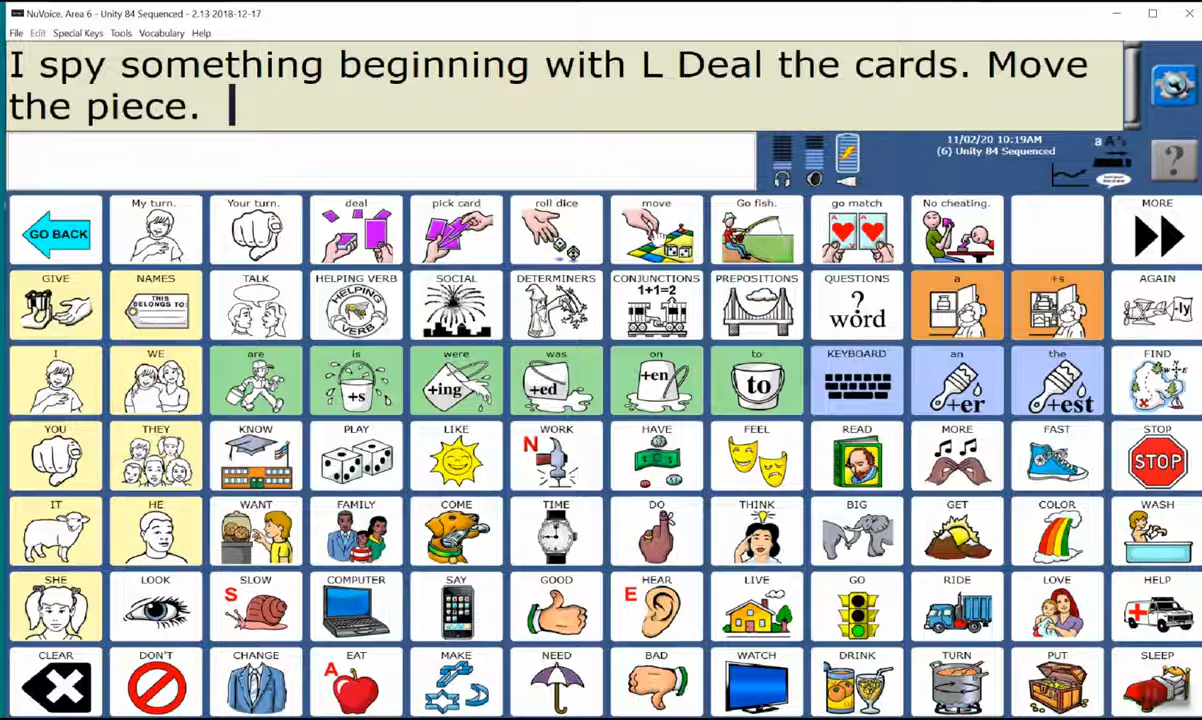 NuVoice, Area 6 - Unity 84 Sequenced - 2.13 2018-12-17
File Edit Special Keys Tools Vocabulary Help
I spy something beginning with L Deal the cards. Move
the piece.
11/02/20 10:19AM
(6) Unity 84 Sequenced
?
GO BACK
My turn. Your turn. deal pick card roll dice move Go fish. go match No cheating. MORE
GIVE NAMES TALK HELPING VERB SOCIAL DETERMINERS CONJUNCTIONS PREPOSITIONS QUESTIONS a +s AGAIN
THIS BELONGS TO: HELPING VERB 1+1=2 ? word -ly
I WE are is were was on to KEYBOARD an the FIND
+s +ing +ed +en to +er +est
YOU THEY KNOW PLAY LIKE WORK HAVE FEEL READ MORE FAST STOP
N STOP
IT HE WANT FAMILY COME TIME DO THINK BIG GET COLOR WASH
SHE LOOK SLOW COMPUTER SAY GOOD HEAR LIVE GO RIDE LOVE HELP
S E
CLEAR DON'T CHANGE EAT MAKE NEED BAD WATCH DRINK TURN PUT SLEEP
A